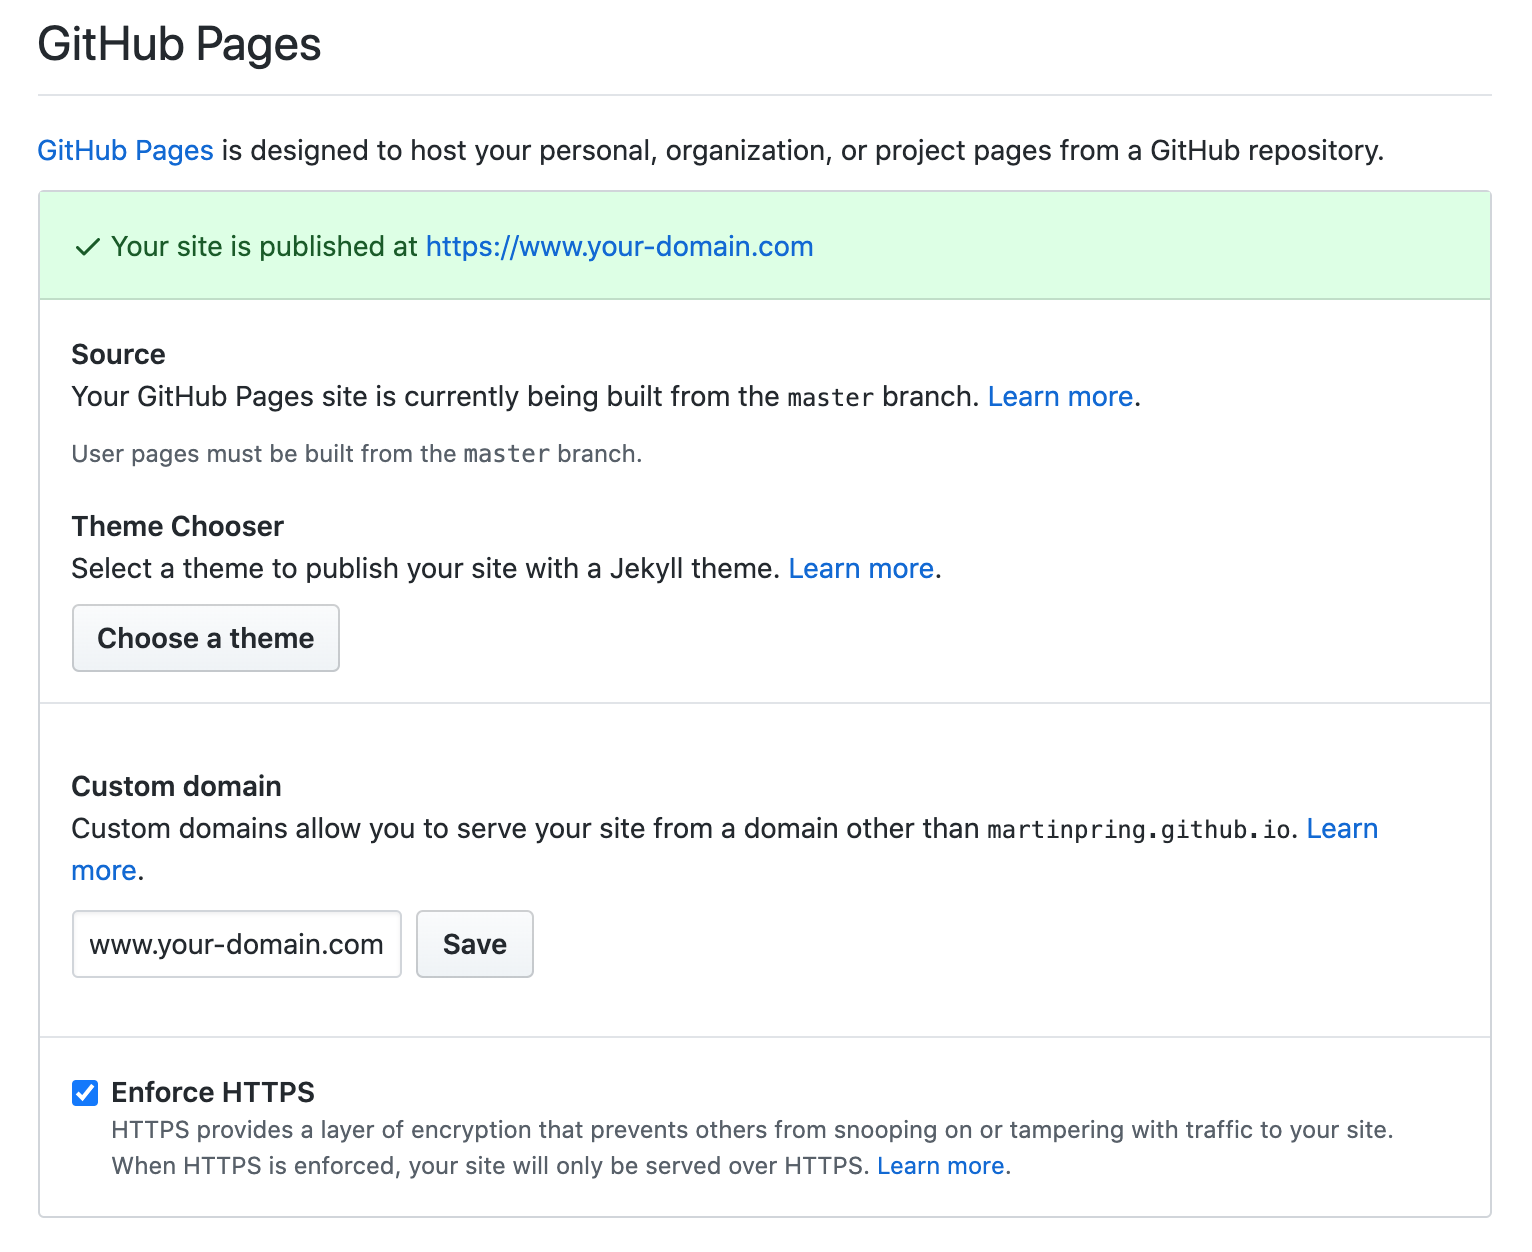 GitHub Pages
GitHub Pages is designed to host your personal, organization, or project pages from a GitHub repository.
Your site is published at https://www.your-domain.com
Source
Your GitHub Pages site is currently being built from the master branch. Learn more.
User pages must be built from the master branch.
Theme Chooser
Select a theme to publish your site with a Jekyll theme. Learn more.
Choose a theme
Custom domain
Custom domains allow you to serve your site from a domain other than martinpring.github.io. Learn
more.
www.your-domain.com Save
Enforce HTTPS
HTTPS provides a layer of encryption that prevents others from snooping on or tampering with traffic to your site.
When HTTPS is enforced, your site will only be served over HTTPS. Learn more.